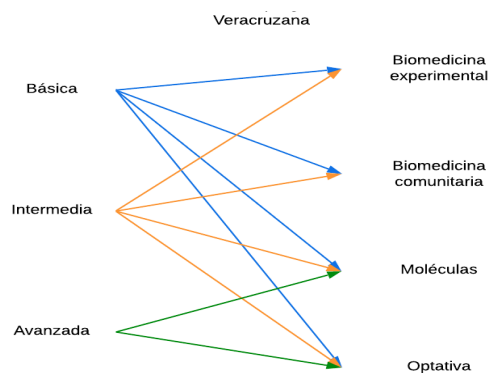 Veracruzana
Biomedicina
experimental
Básica
Biomedicina
comunitaria
Intermedia
Moléculas
Avanzada
Optativa